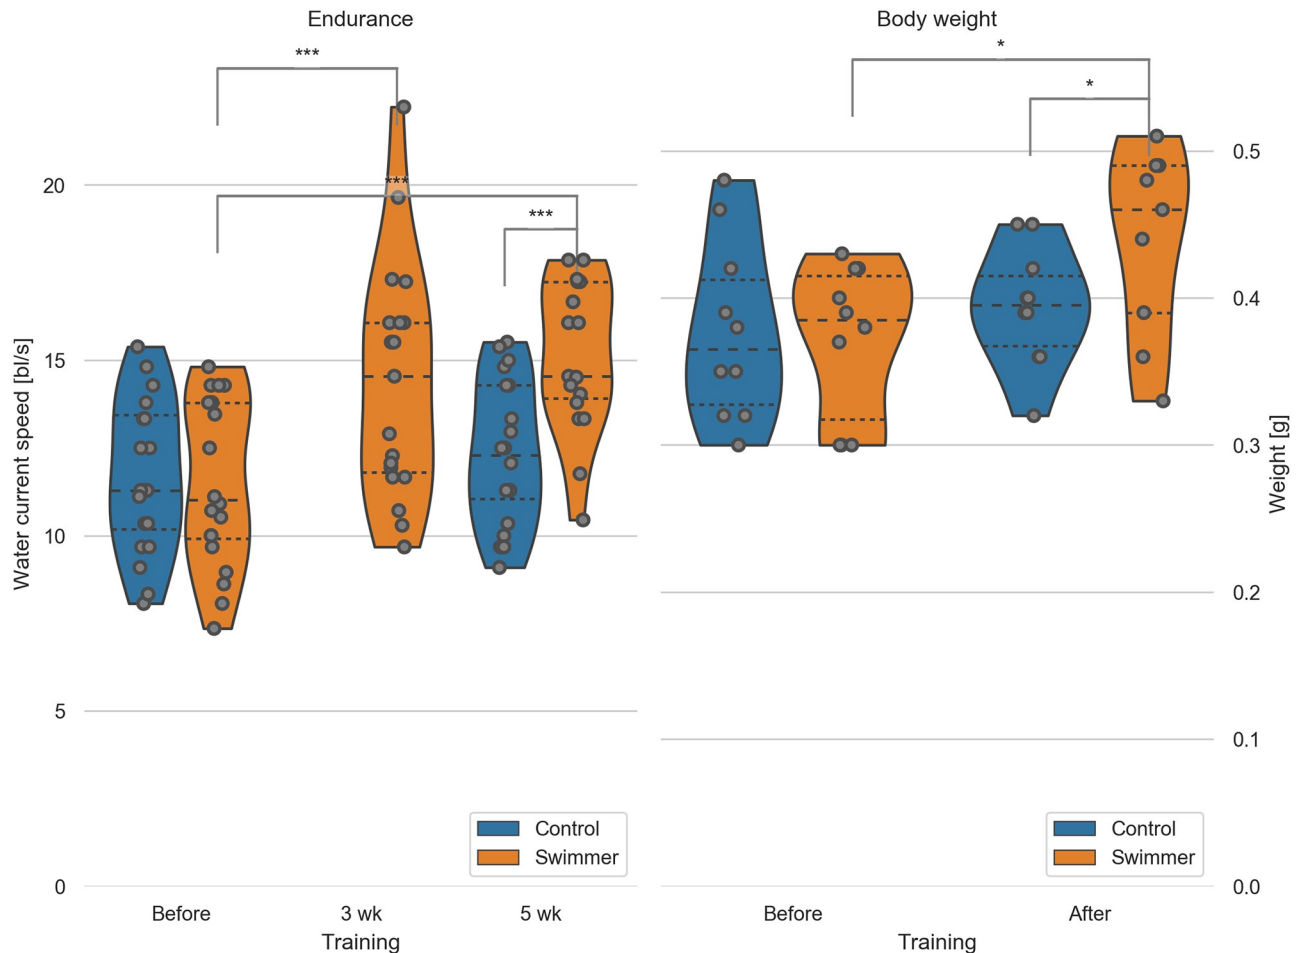 Endurance
***
***
***
Water current speed [bl/s]
20
15
10
5
0
Before
3 wk
5 wk
Training
Control
Swimmer
Body weight
*
*
0.5
0.4
0.3
0.2
0.1
0.0
Weight [g]
Before
After
Training
Control
Swimmer